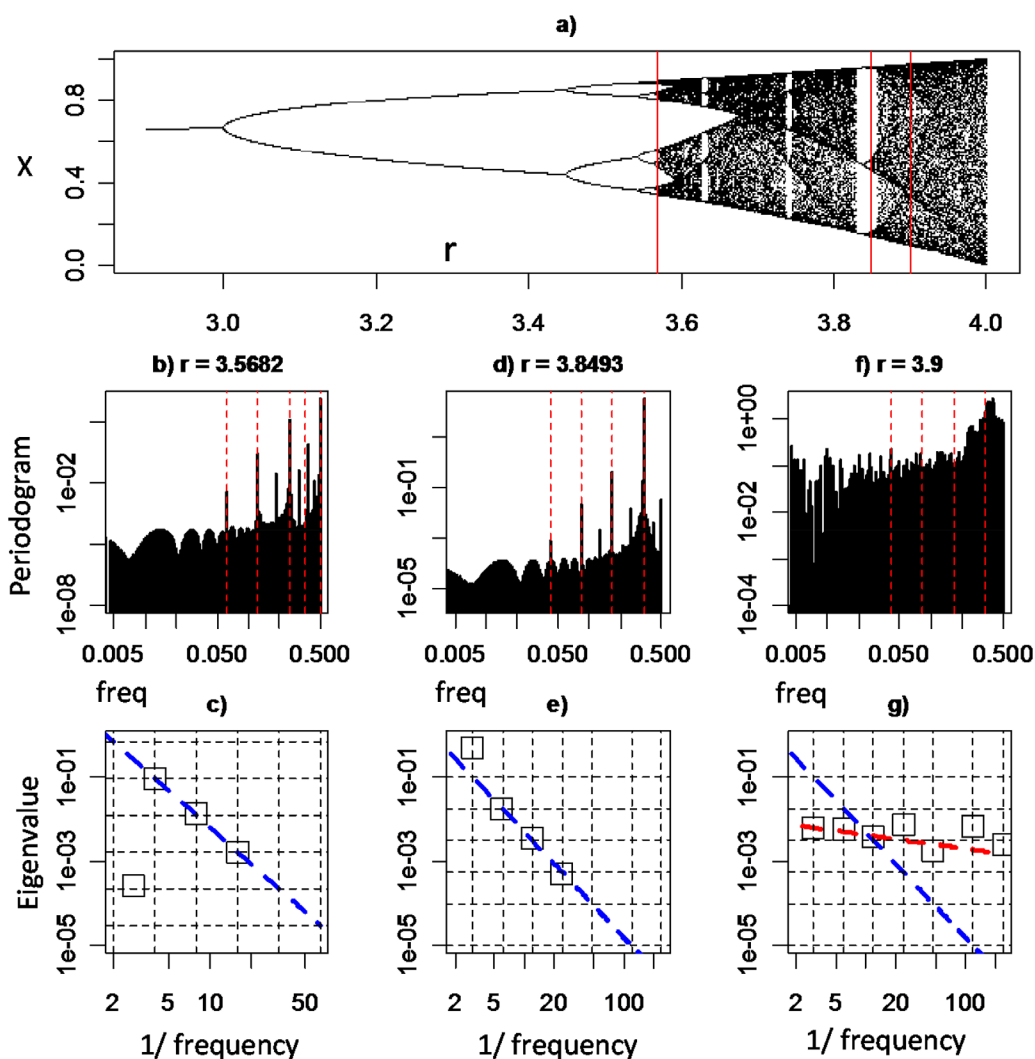 a)
0.8
X
0.4
r
0.0
3.0 3.2 3.4 3.6 3.8 4.0
b) r = 3.5682 d) r = 3.8493 f) r = 3.9
Periodogram
1e-02
1e-08
1e-01
1e-05
1e+00
1e-02
1e-04
0.005 0.050 0.500 0.005 0.050 0.500 0.005 0.050 0.500
freq freq freq
c) e) g)
Eigenvalue
1e-01 1e-01 1e-01
1e-03 1e-03 1e-03
1e-05 1e-05 1e-05
2 5 10 50 2 5 20 100 2 5 20 100
1/ frequency 1/ frequency 1/ frequency